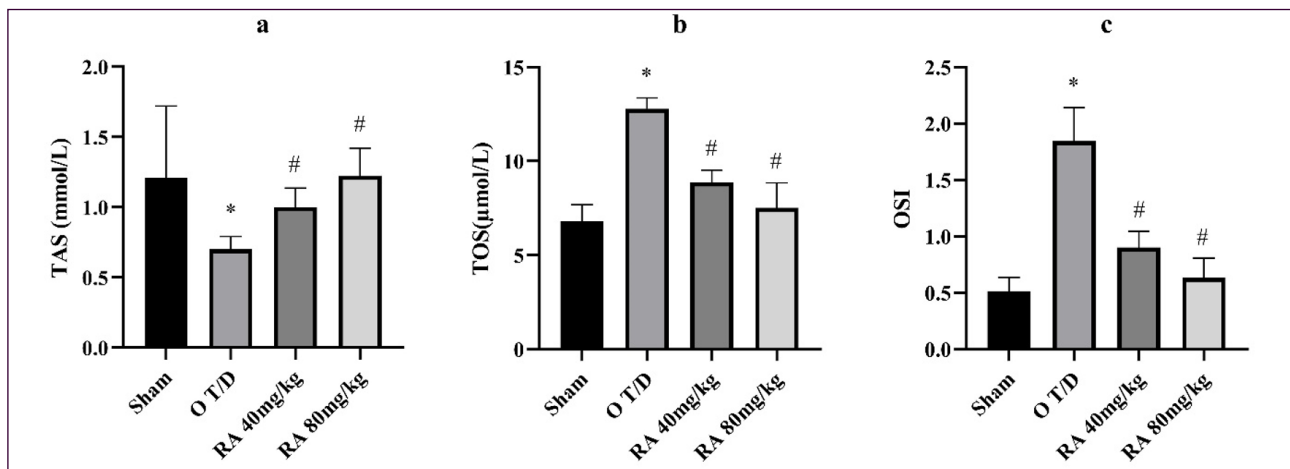 a
TAS (mmol/L)
2.0
1.5
1.0
0.5
0.0
*
#
#
Sham
O T/D
RA 40mg/kg
RA 80mg/kg
b
TOS(µmol/L)
15
10
5
0
*
#
#
Sham
O T/D
RA 40mg/kg
RA 80mg/kg
c
OSI
2.5
2.0
1.5
1.0
0.5
0.0
*
#
#
Sham
O T/D
RA 40mg/kg
RA 80mg/kg